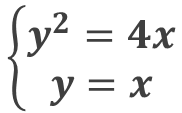 y² = 4x
y = x